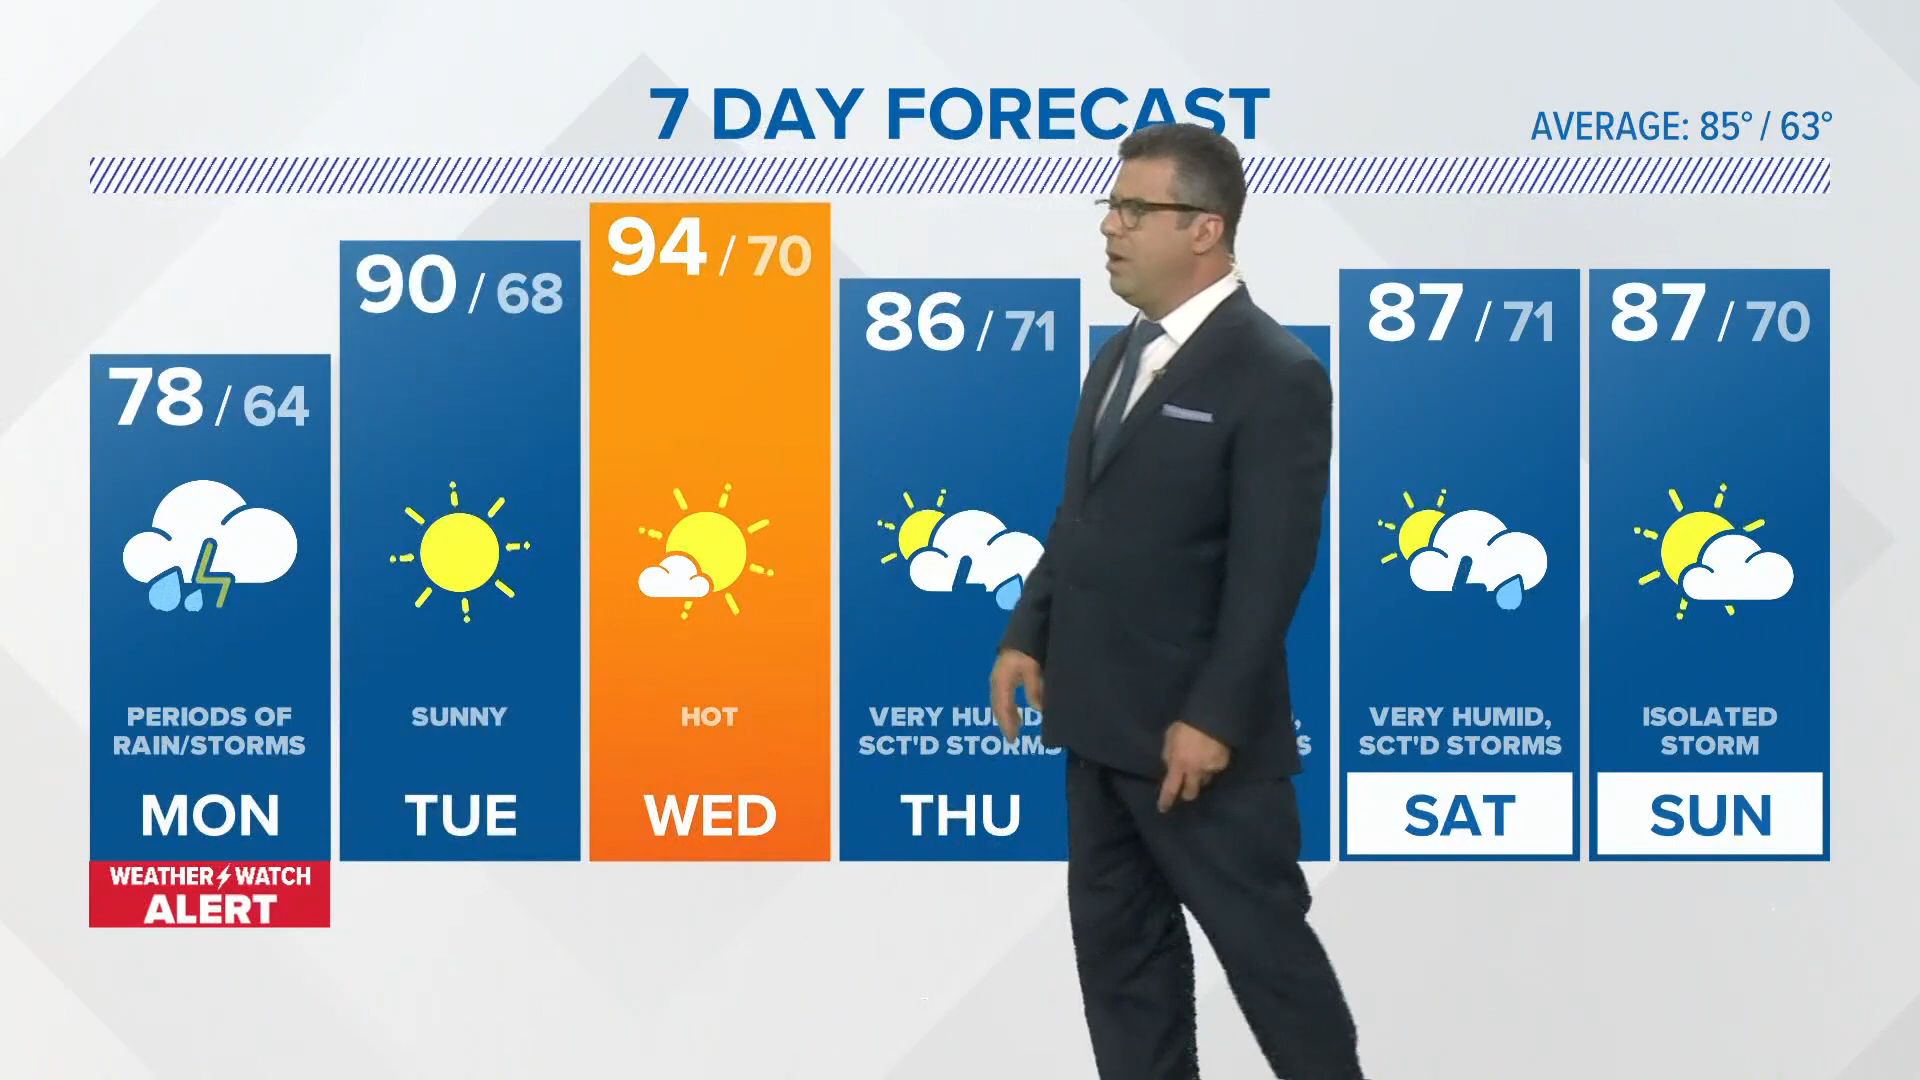 7 DAY FORECAST
AVERAGE: 85° / 63°
78 / 64
PERIODS OF
RAIN/STORMS
MON
WEATHER WATCH
ALERT
90 / 68
SUNNY
TUE
94 / 70
HOT
WED
86 / 71
VERY HUMID,
SCT'D STORMS
THU
87 / 71
VERY HUMID,
SCT'D STORMS
SAT
87 / 70
ISOLATED
STORM
SUN